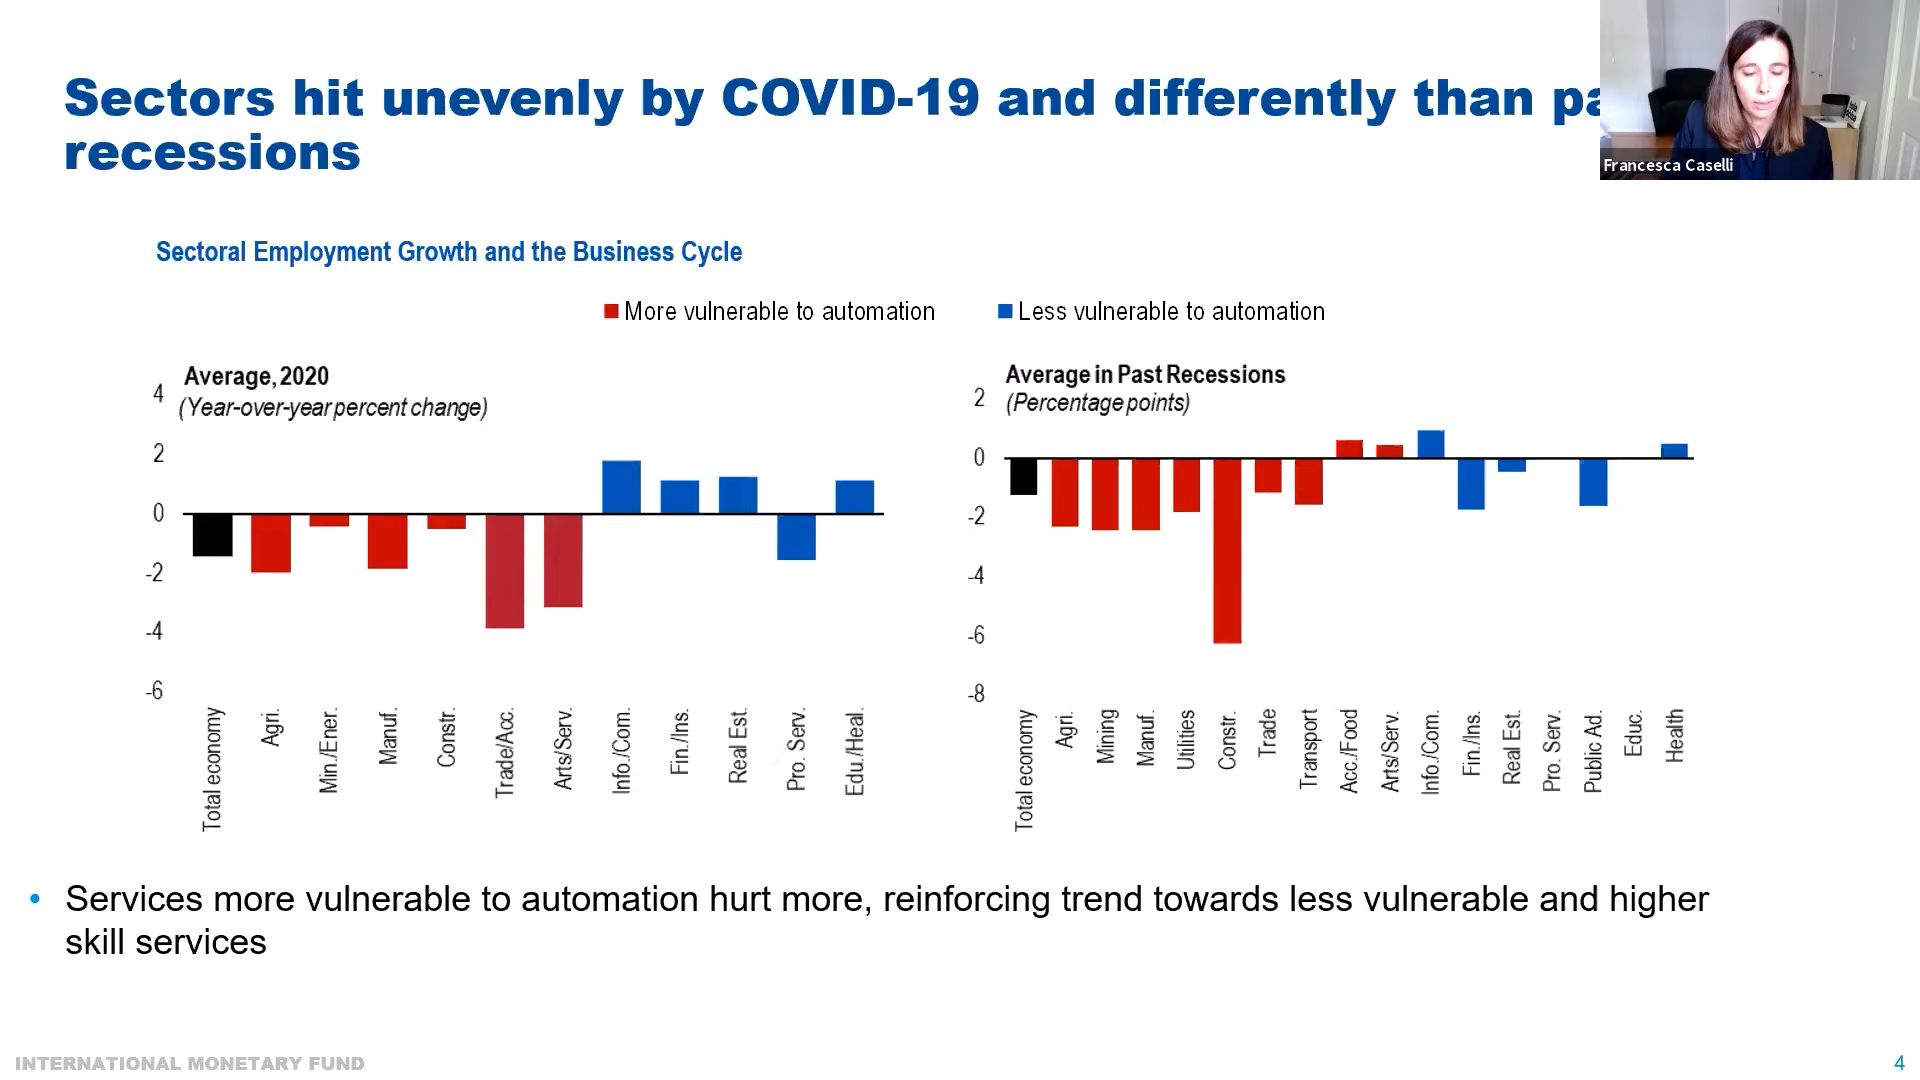 Sectors hit unevenly by COVID-19 and differently than
recessions
Francesca Caselli
Sectoral Employment Growth and the Business Cycle
More vulnerable to automation
Less vulnerable to automation
Average, 2020
(Year-over-year percent change)
4
2
0
-2
-4
-6
Total economy
Agri.
Min./Ener.
Manuf.
Constr.
Trade/Acc.
Arts/Serv.
Info./Com.
Fin./Ins.
Real Est.
Pro. Serv.
Edu./Heal.
Average in Past Recessions
(Percentage points)
2
0
-2
-4
-6
-8
Total economy
Agri.
Mining
Manuf.
Utilities
Constr.
Trade
Transport
Acc./Food
Arts/Serv.
Info./Com.
Fin./Ins.
Real Est.
Pro. Serv.
Public Ad.
Educ.
Health
• Services more vulnerable to automation hurt more, reinforcing trend towards less vulnerable and higher
skill services
INTERNATIONAL MONETARY FUND
4